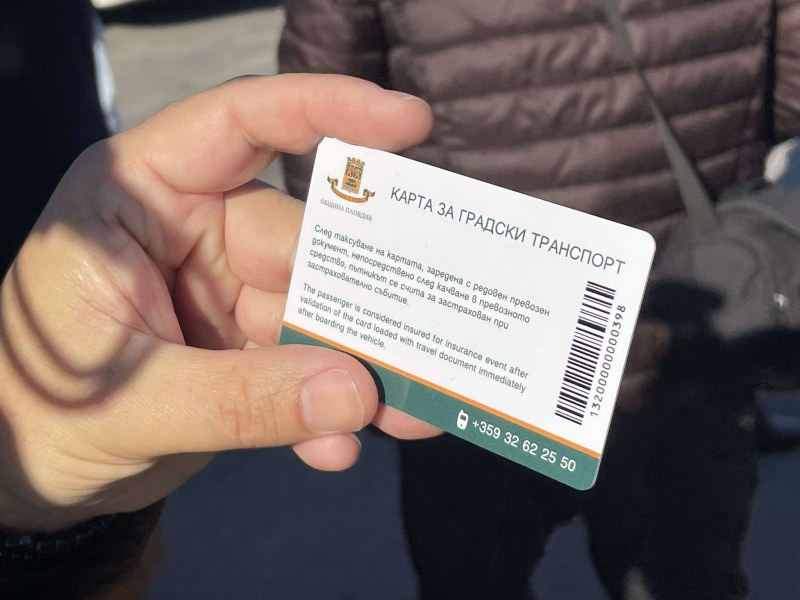 ОБЩИНА ПЛОВДИВ
КАРТА ЗА ГРАДСКИ ТРАНСПОРТ
След таксуване на картата, заредена с редовен превозен
документ, непосредствено след качване в превозното
средство, пътникът се счита за застрахован при
застрахователно събитие.
The passenger is considered insured for insurance event after
validation of the card loaded with travel document immediately
after boarding the vehicle.
1320000000000398
+359 32 62 25 50